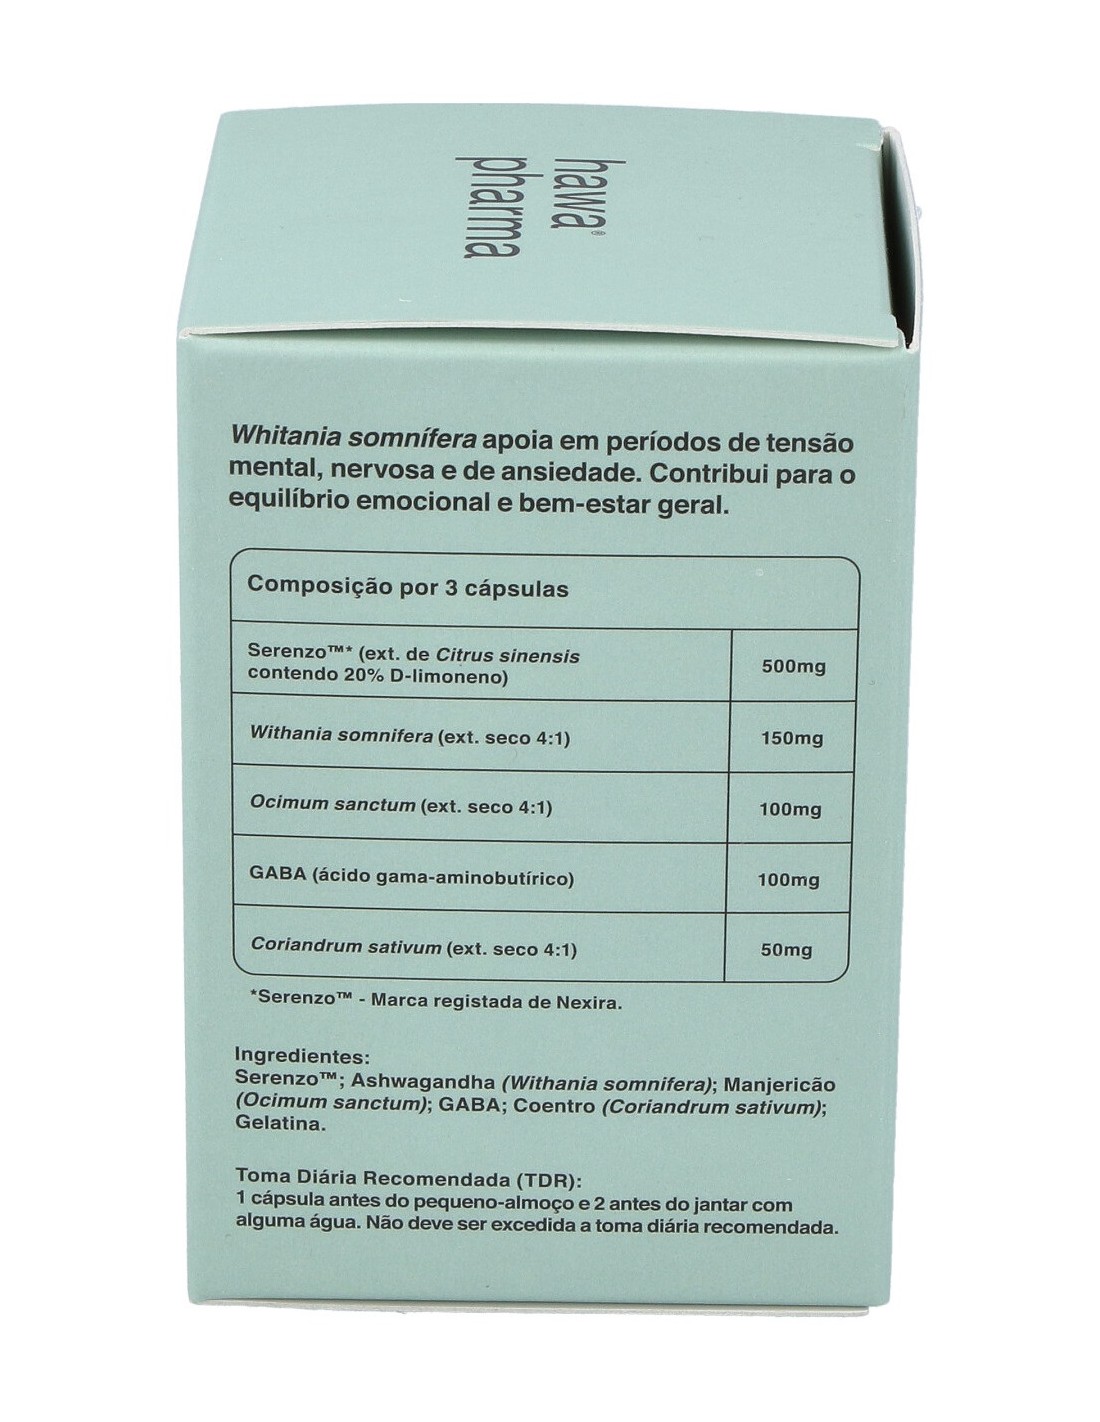 hawa®
pharma
Whitania somnífera apoia em períodos de tensão
mental, nervosa e de ansiedade. Contribui para o
equilíbrio emocional e bem-estar geral.
Composição por 3 cápsulas
Serenzo™* (ext. de Citrus sinensis
contendo 20% D-limoneno) 500mg
Withania somnifera (ext. seco 4:1) 150mg
Ocimum sanctum (ext. seco 4:1) 100mg
GABA (ácido gama-aminobutírico) 100mg
Coriandrum sativum (ext. seco 4:1) 50mg
*Serenzo™ - Marca registada de Nexira.
Ingredientes:
Serenzo™; Ashwagandha (Withania somnifera); Manjericão
(Ocimum sanctum); GABA; Coentro (Coriandrum sativum);
Gelatina.
Toma Diária Recomendada (TDR):
1 cápsula antes do pequeno-almoço e 2 antes do jantar com
alguma água. Não deve ser excedida a toma diária recomendada.